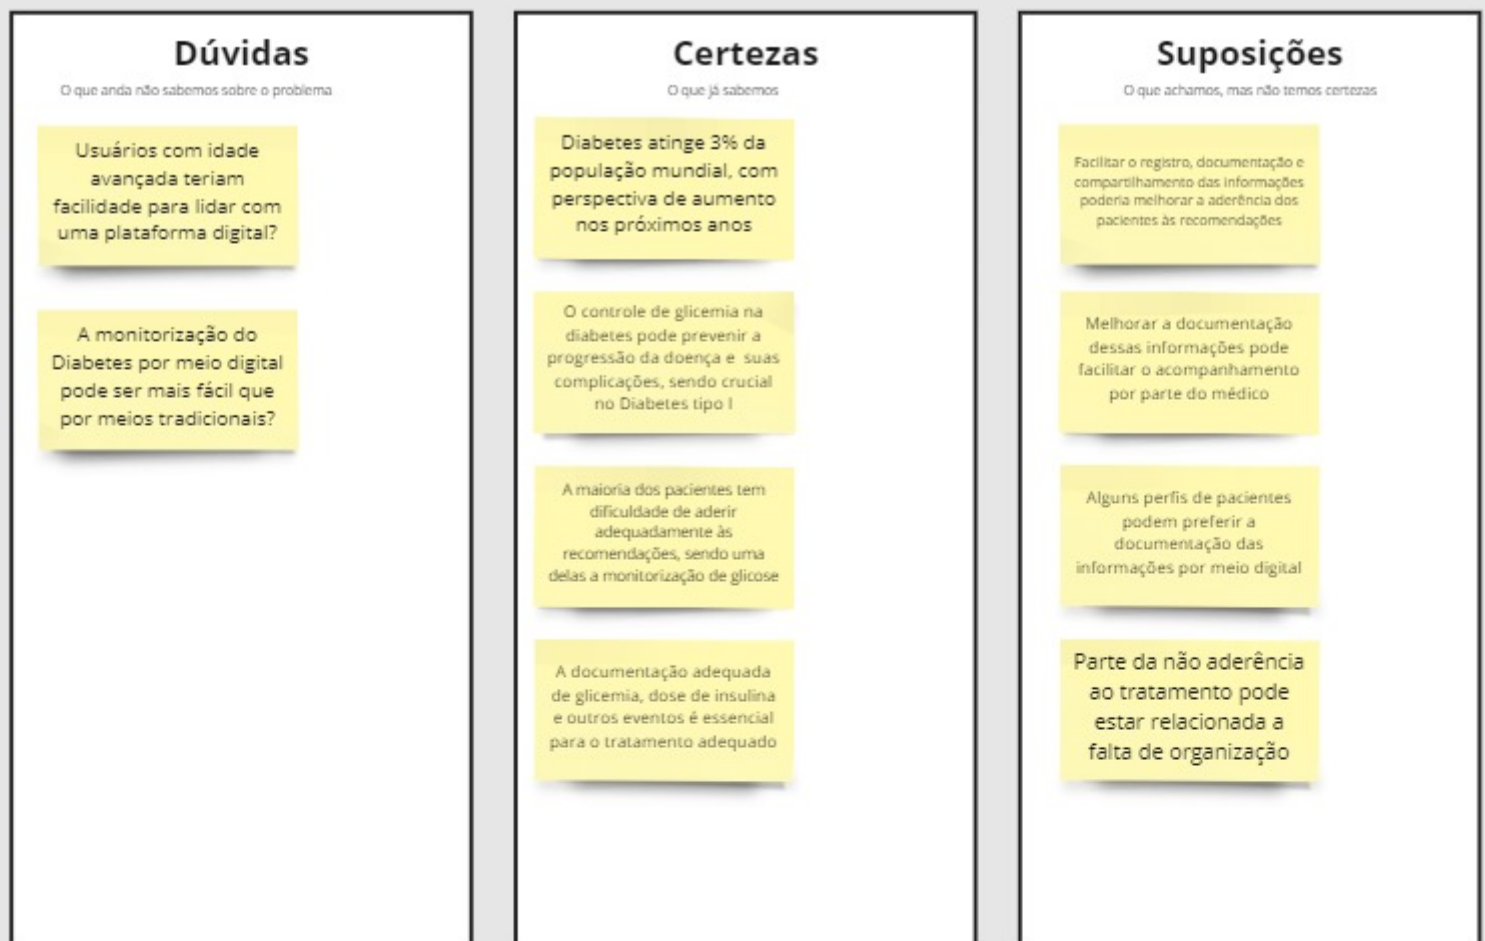 Dúvidas
O que anda não sabemos sobre o problema
Usuários com idade
avançada teriam
facilidade para lidar com
uma plataforma digital?
A monitorização do
Diabetes por meio digital
pode ser mais fácil que
por meios tradicionais?
Certezas
O que já sabemos
Diabetes atinge 3% da
população mundial, com
perspectiva de aumento
nos próximos anos
O controle de glicemia na
diabetes pode prevenir a
progressão da doença e suas
complicações, sendo crucial
no Diabetes tipo I
A maioria dos pacientes tem
dificuldade de aderir
adequadamente às
recomendações, sendo uma
delas a monitorização de glicose
A documentação adequada
de glicemia, dose de insulina
e outros eventos é essencial
para o tratamento adequado
Suposições
O que achamos, mas não temos certezas
Facilitar o registro, documentação e
compartilhamento das informações
poderia melhorar a aderência dos
pacientes às recomendações
Melhorar a documentação
dessas informações pode
facilitar o acompanhamento
por parte do médico
Alguns perfis de pacientes
podem preferir a
documentação das
informações por meio digital
Parte da não aderência
ao tratamento pode
estar relacionada a
falta de organização